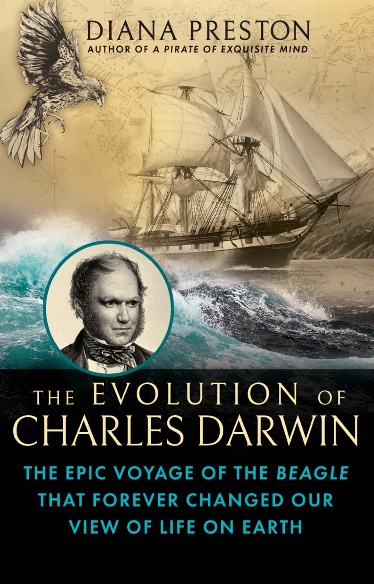 DIANA PRESTON
AUTHOR OF A PIRATE OF EXQUISITE MIND
THE EVOLUTION OF
CHARLES DARWIN
THE EPIC VOYAGE OF THE BEAGLE
THAT FOREVER CHANGED OUR
VIEW OF LIFE ON EARTH